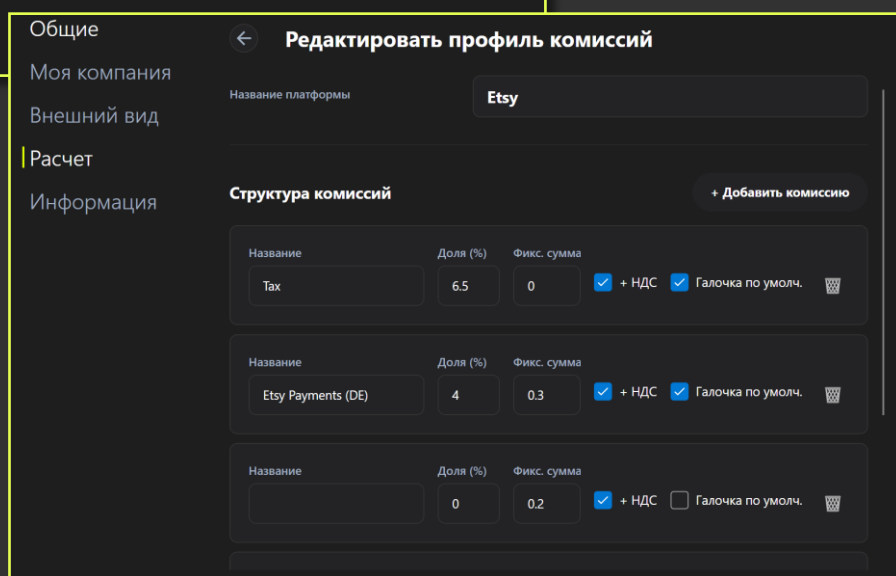 Общие
Моя компания
Внешний вид
Расчет
Информация
Редактировать профиль комиссий
Название платформы
Etsy
Структура комиссий
+ Добавить комиссию
Название Доля (%) Фикс. сумма
Tax 6.5 0 + НДС Галочка по умолч.
Название Доля (%) Фикс. сумма
Etsy Payments (DE) 4 0.3 + НДС Галочка по умолч.
Название Доля (%) Фикс. сумма
0 0.2 + НДС Галочка по умолч.